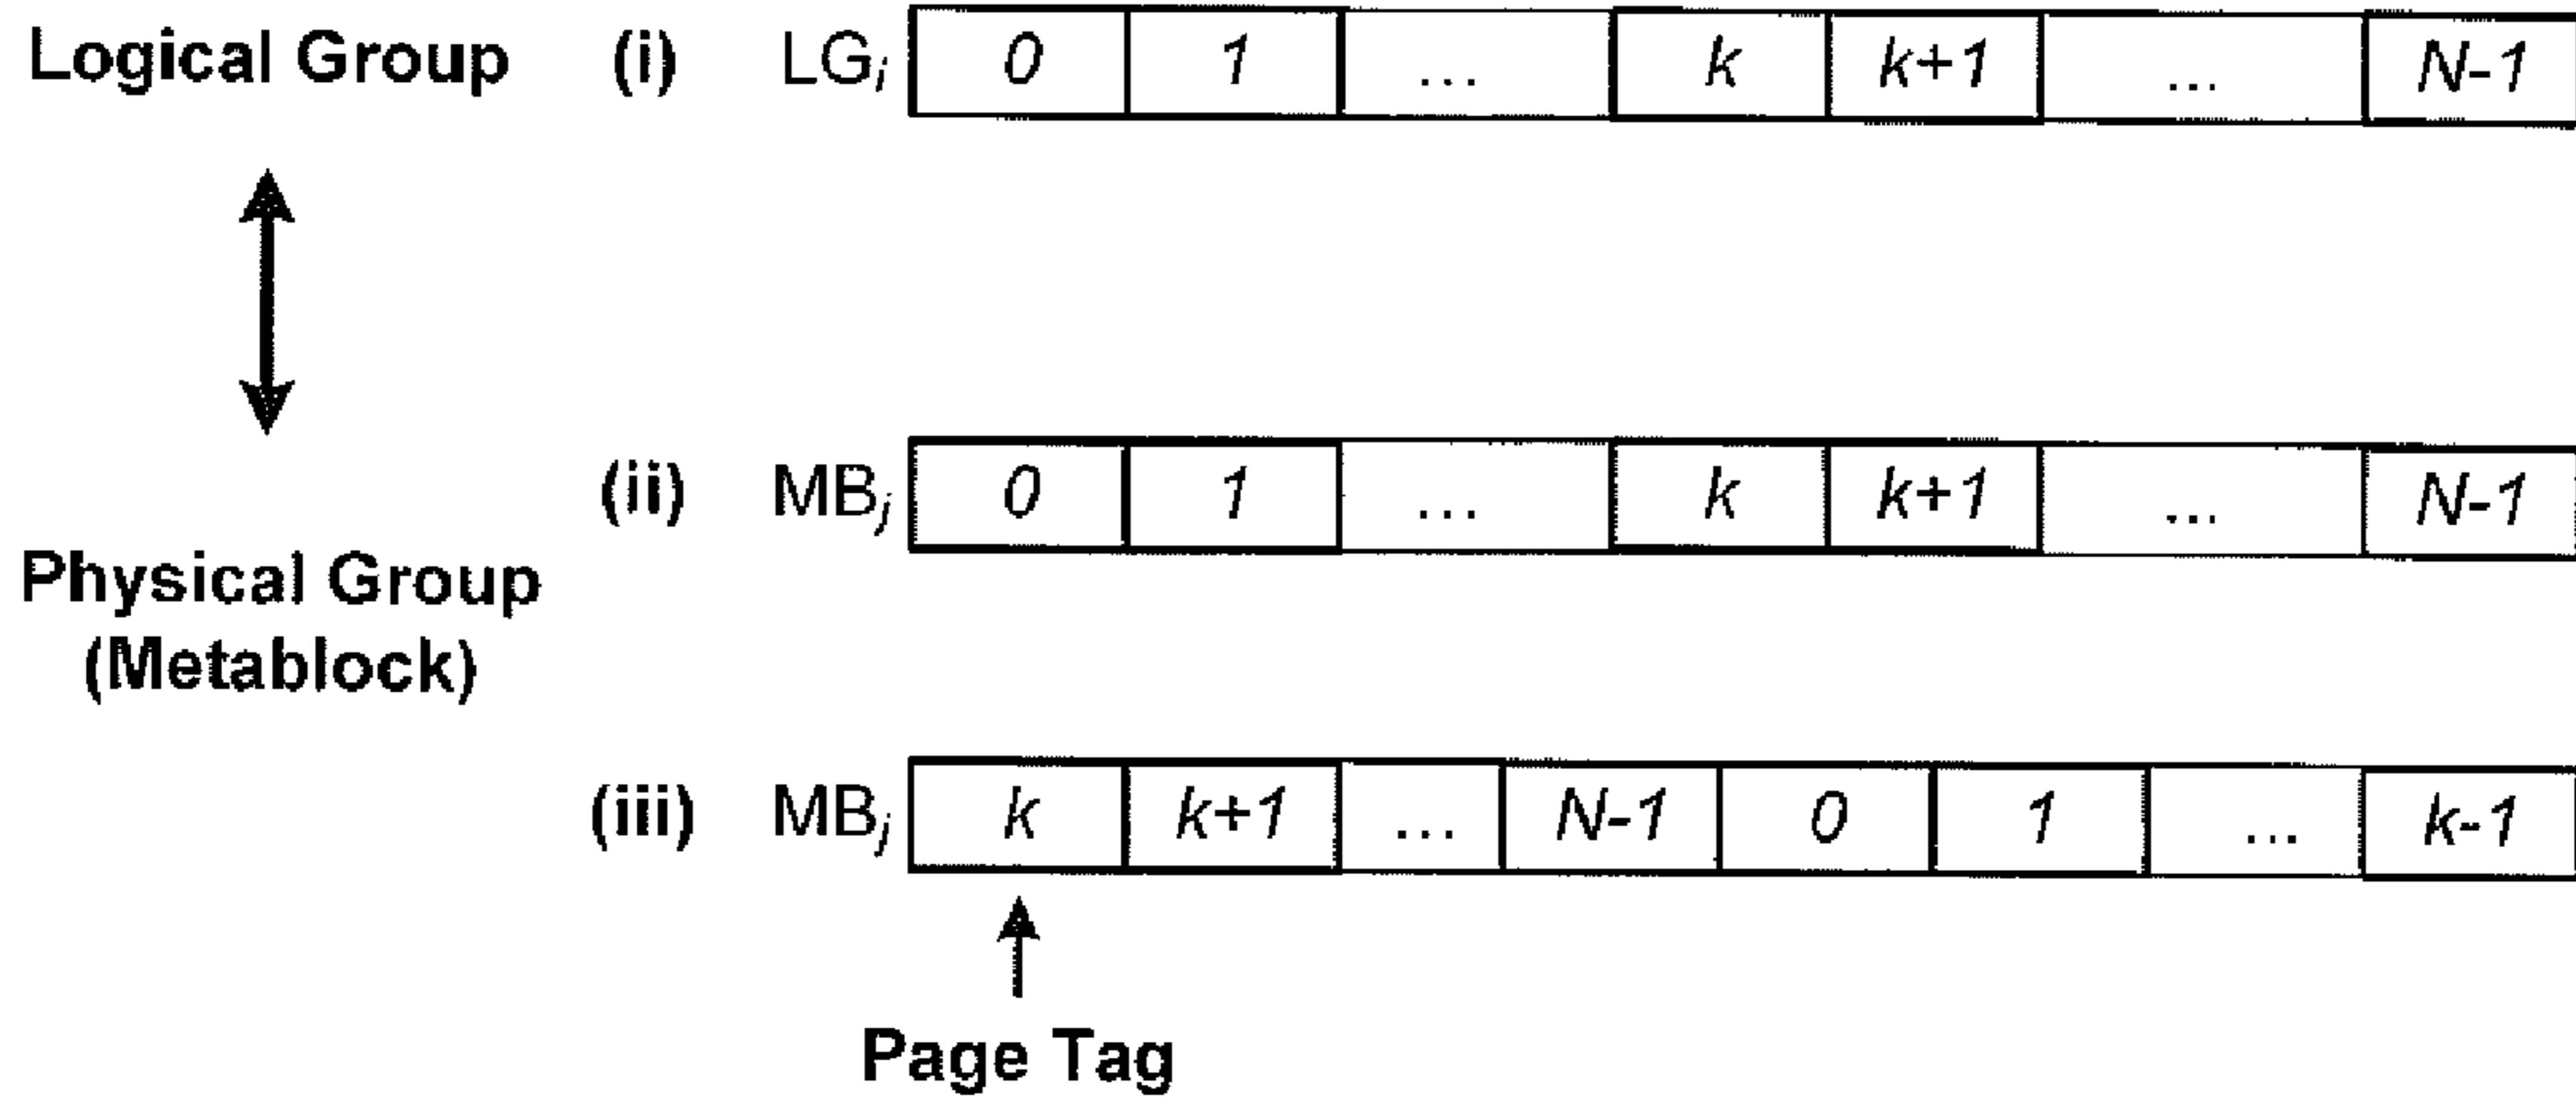 Logical Group (i) LGi 0 1 ... k k+1 ... N-1
(ii) MBj 0 1 ... k k+1 ... N-1
Physical Group
(Metablock)
(iii) MBj k k+1 ... N-1 0 1 ... k-1
Page Tag